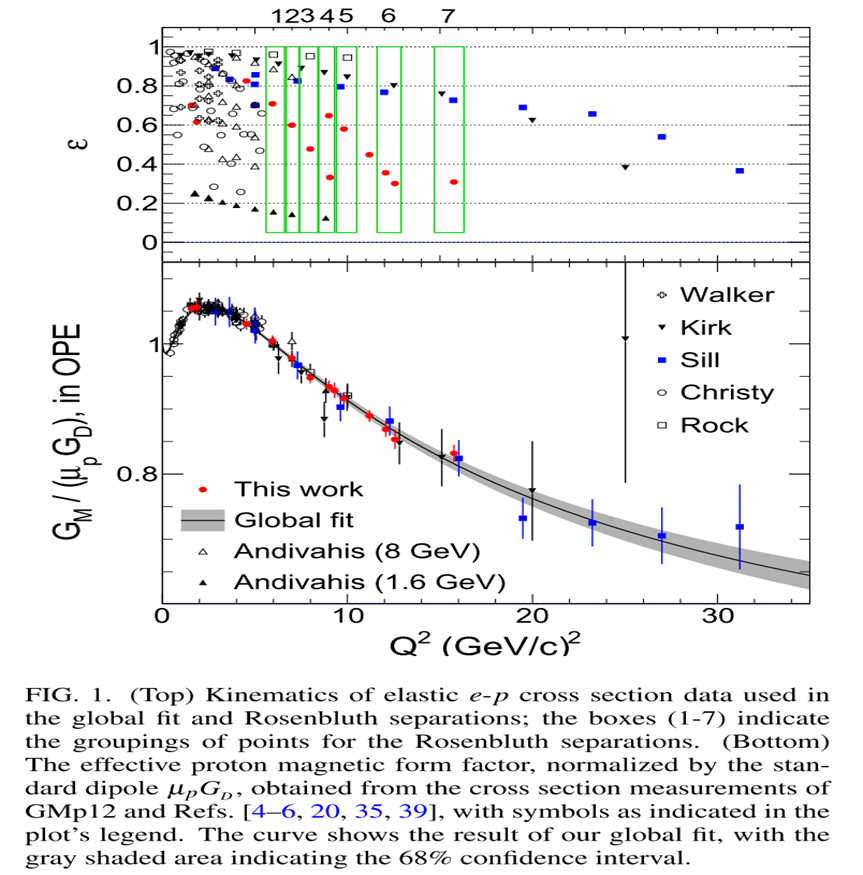 1 2 3 4 5 6 7
1
0.8
0.6
0.4
0.2
0
ε
1
0.8
G_M / (μ_p G_D), in OPE
Walker
Kirk
Sill
Christy
Rock
This work
Global fit
Andivahis (8 GeV)
Andivahis (1.6 GeV)
0 10 20 30
Q² (GeV/c)²
FIG. 1. (Top) Kinematics of elastic e-p cross section data used in
the global fit and Rosenbluth separations; the boxes (1-7) indicate
the groupings of points for the Rosenbluth separations. (Bottom)
The effective proton magnetic form factor, normalized by the stan-
dard dipole μ_pG_D, obtained from the cross section measurements of
GMp12 and Refs. [4–6, 20, 35, 39], with symbols as indicated in the
plot's legend. The curve shows the result of our global fit, with the
gray shaded area indicating the 68% confidence interval.